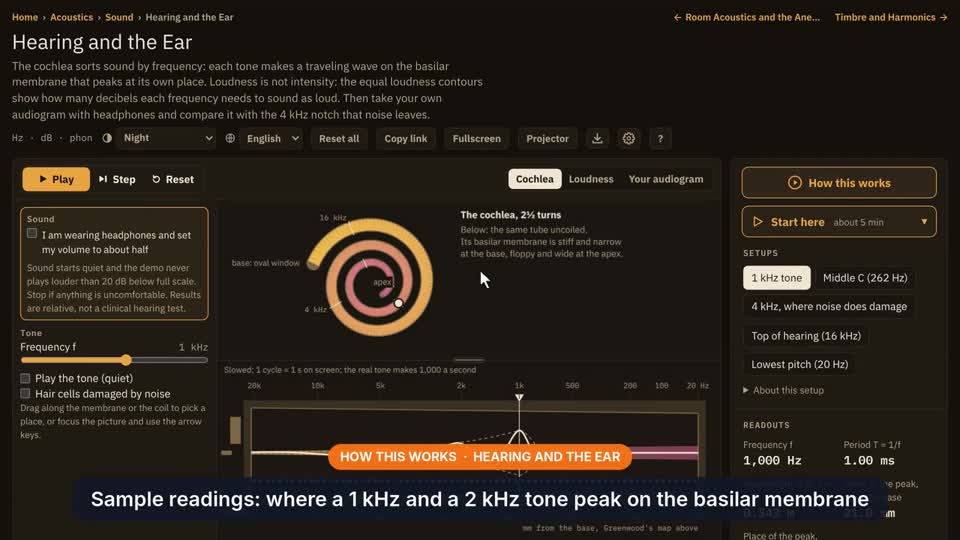 Home › Acoustics › Sound › Hearing and the Ear
← Room Acoustics and the Ane... Timbre and Harmonics →
Hearing and the Ear
The cochlea sorts sound by frequency: each tone makes a traveling wave on the basilar
membrane that peaks at its own place. Loudness is not intensity: the equal loudness contours
show how many decibels each frequency needs to sound as loud. Then take your own
audiogram with headphones and compare it with the 4 kHz notch that noise leaves.
Hz · dB · phon Night English Reset all Copy link Fullscreen Projector ?
Play Step Reset
Cochlea Loudness Your audiogram
Sound
I am wearing headphones and set
my volume to about half
Sound starts quiet and the demo never
plays louder than 20 dB below full scale.
Stop if anything is uncomfortable. Results
are relative, not a clinical hearing test.
Tone
Frequency f 1 kHz
Play the tone (quiet)
Hair cells damaged by noise
Drag along the membrane or the coil to pick a
place, or focus the picture and use the arrow
keys.
16 kHz
base: oval window
apex
4 kHz
The cochlea, 2½ turns
Below: the same tube uncoiled.
Its basilar membrane is stiff and narrow
at the base, floppy and wide at the apex.
Slowed: 1 cycle = 1 s on screen; the real tone makes 1,000 a second
20k 10k 5k 2k 1k 500 200 100 20 Hz
mm from the base, Greenwood's map above
How this works
Start here about 5 min
SETUPS
1 kHz tone Middle C (262 Hz)
4 kHz, where noise does damage
Top of hearing (16 kHz)
Lowest pitch (20 Hz)
About this setup
READOUTS
Frequency f Period T = 1/f
1,000 Hz 1.00 ms
Place of the peak,
HOW THIS WORKS · HEARING AND THE EAR
Sample readings: where a 1 kHz and a 2 kHz tone peak on the basilar membrane